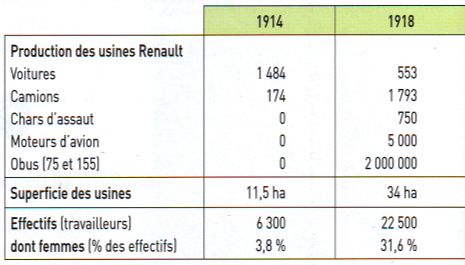 1914 1918
Production des usines Renault
Voitures 1 484 553
Camions 174 1 793
Chars d'assaut 0 750
Moteurs d'avion 0 5 000
Obus (75 et 155) 0 2 000 000
Superficie des usines 11,5 ha 34 ha
Effectifs (travailleurs) 6 300 22 500
dont femmes (% des effectifs) 3,8 % 31,6 %